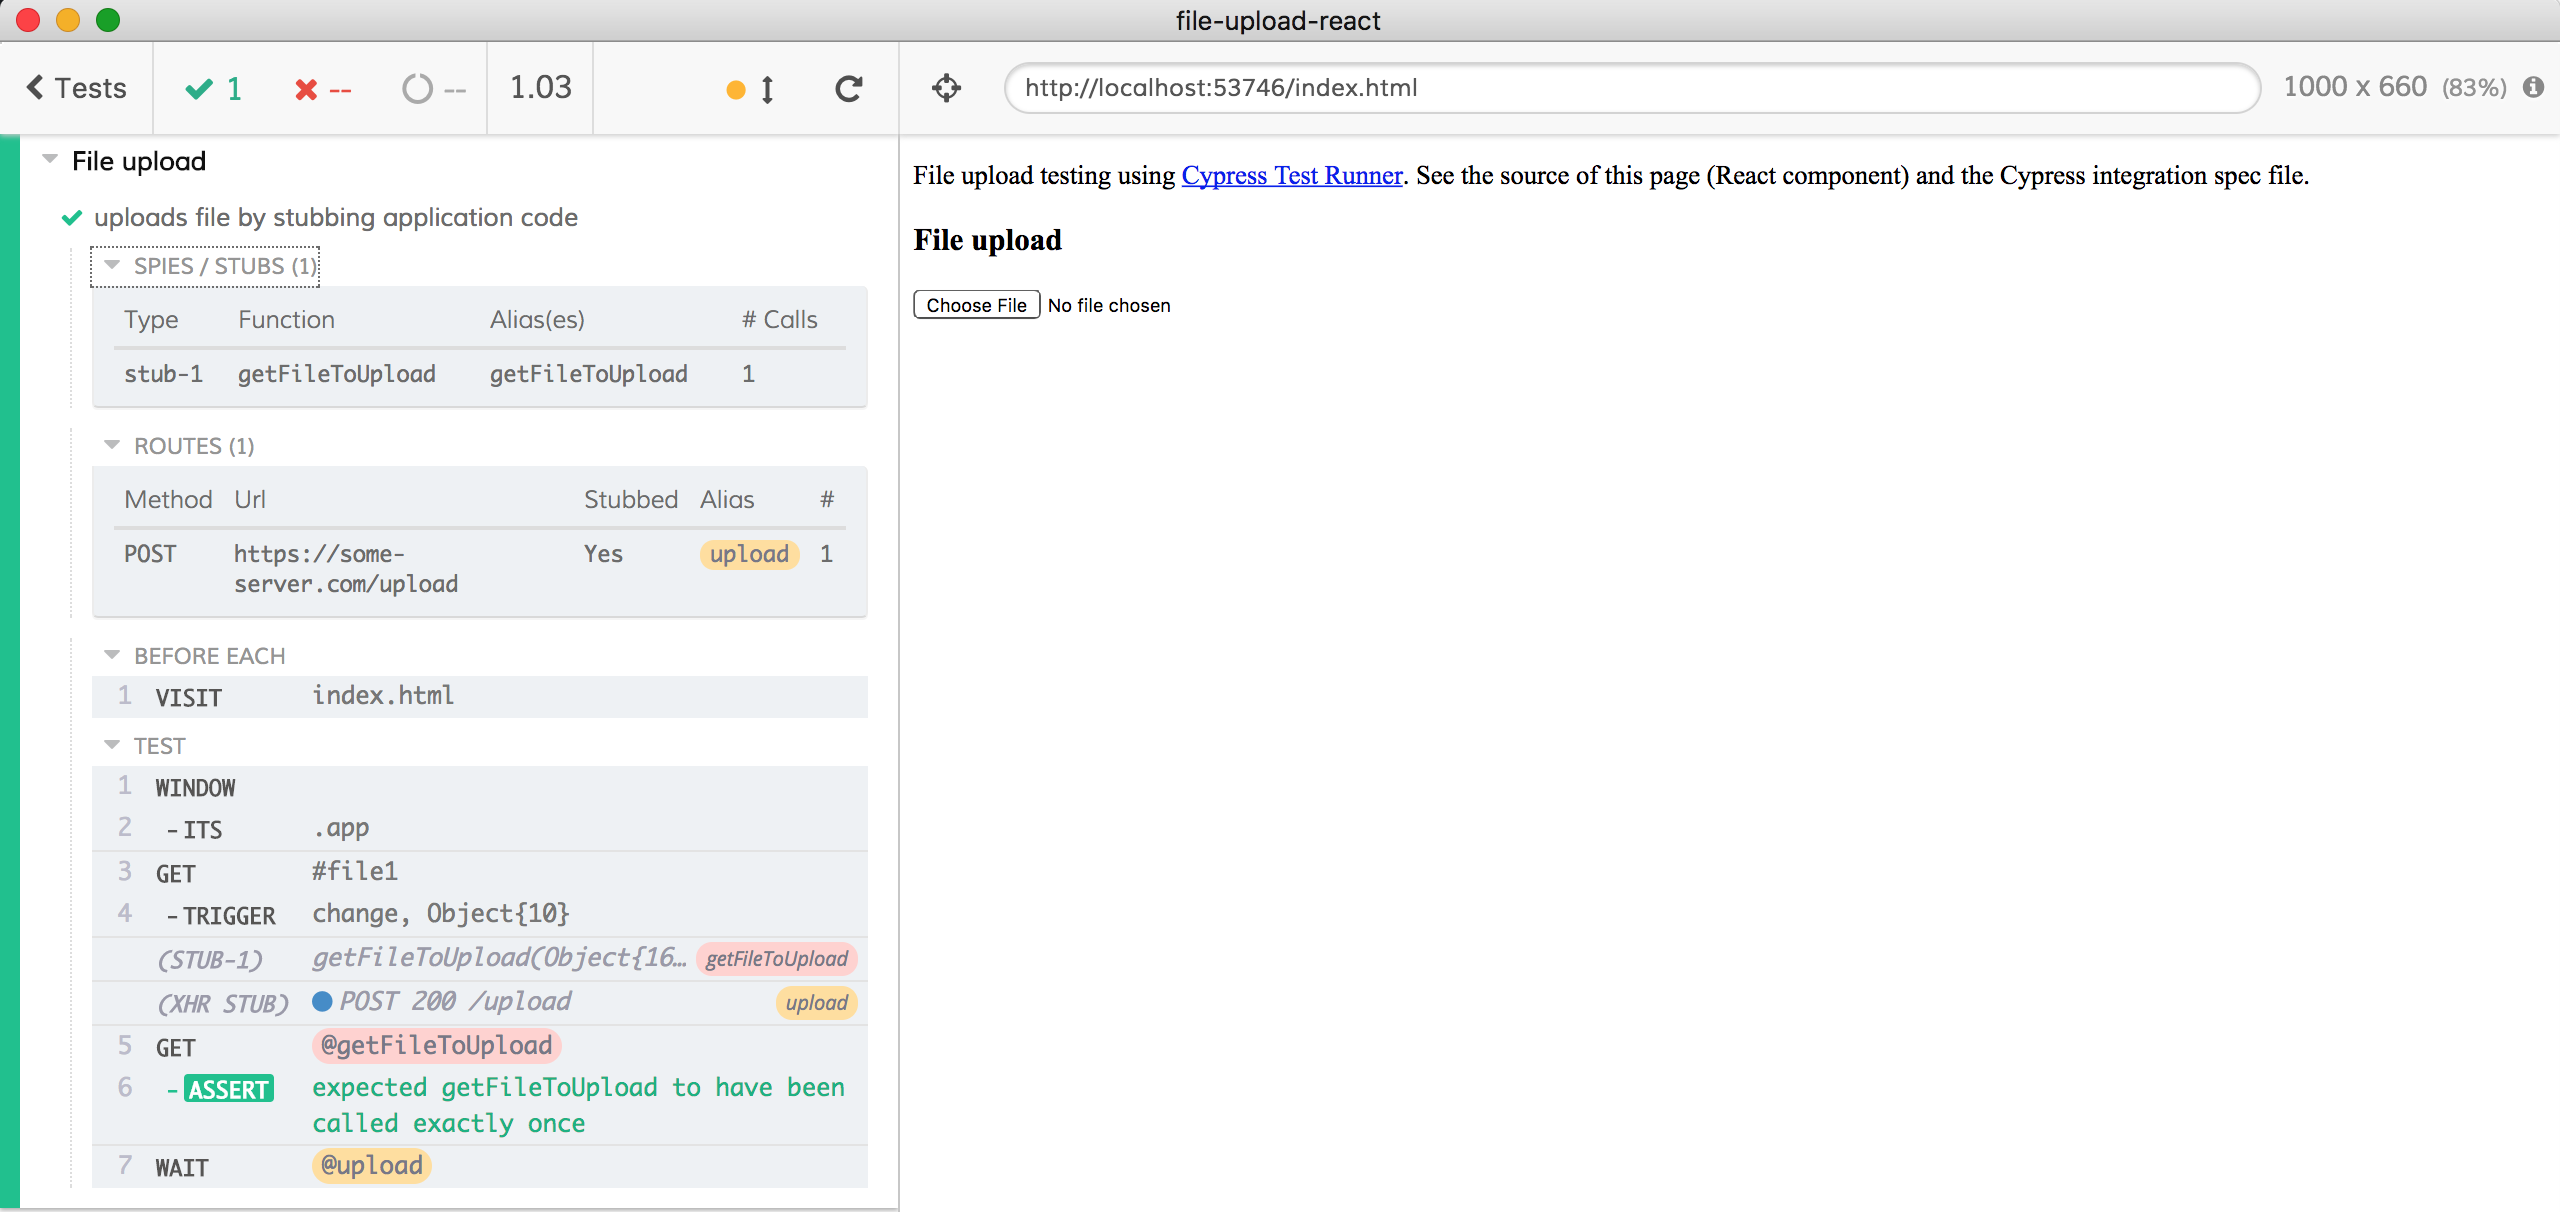 file-upload-react
Tests 1 -- -- 1.03
http://localhost:53746/index.html 1000 x 660 (83%)
File upload
uploads file by stubbing application code
SPIES / STUBS (1)
Type Function Alias(es) # Calls
stub-1 getFileToUpload getFileToUpload 1
ROUTES (1)
Method Url Stubbed Alias #
POST https://some- Yes upload 1
server.com/upload
BEFORE EACH
1 VISIT index.html
TEST
1 WINDOW
2 -ITS .app
3 GET #file1
4 -TRIGGER change, Object{10}
(STUB-1) getFileToUpload(Object{16… getFileToUpload
(XHR STUB) POST 200 /upload upload
5 GET @getFileToUpload
6 -ASSERT expected getFileToUpload to have been
called exactly once
7 WAIT @upload
File upload testing using Cypress Test Runner. See the source of this page (React component) and the Cypress integration spec file.
File upload
Choose File No file chosen